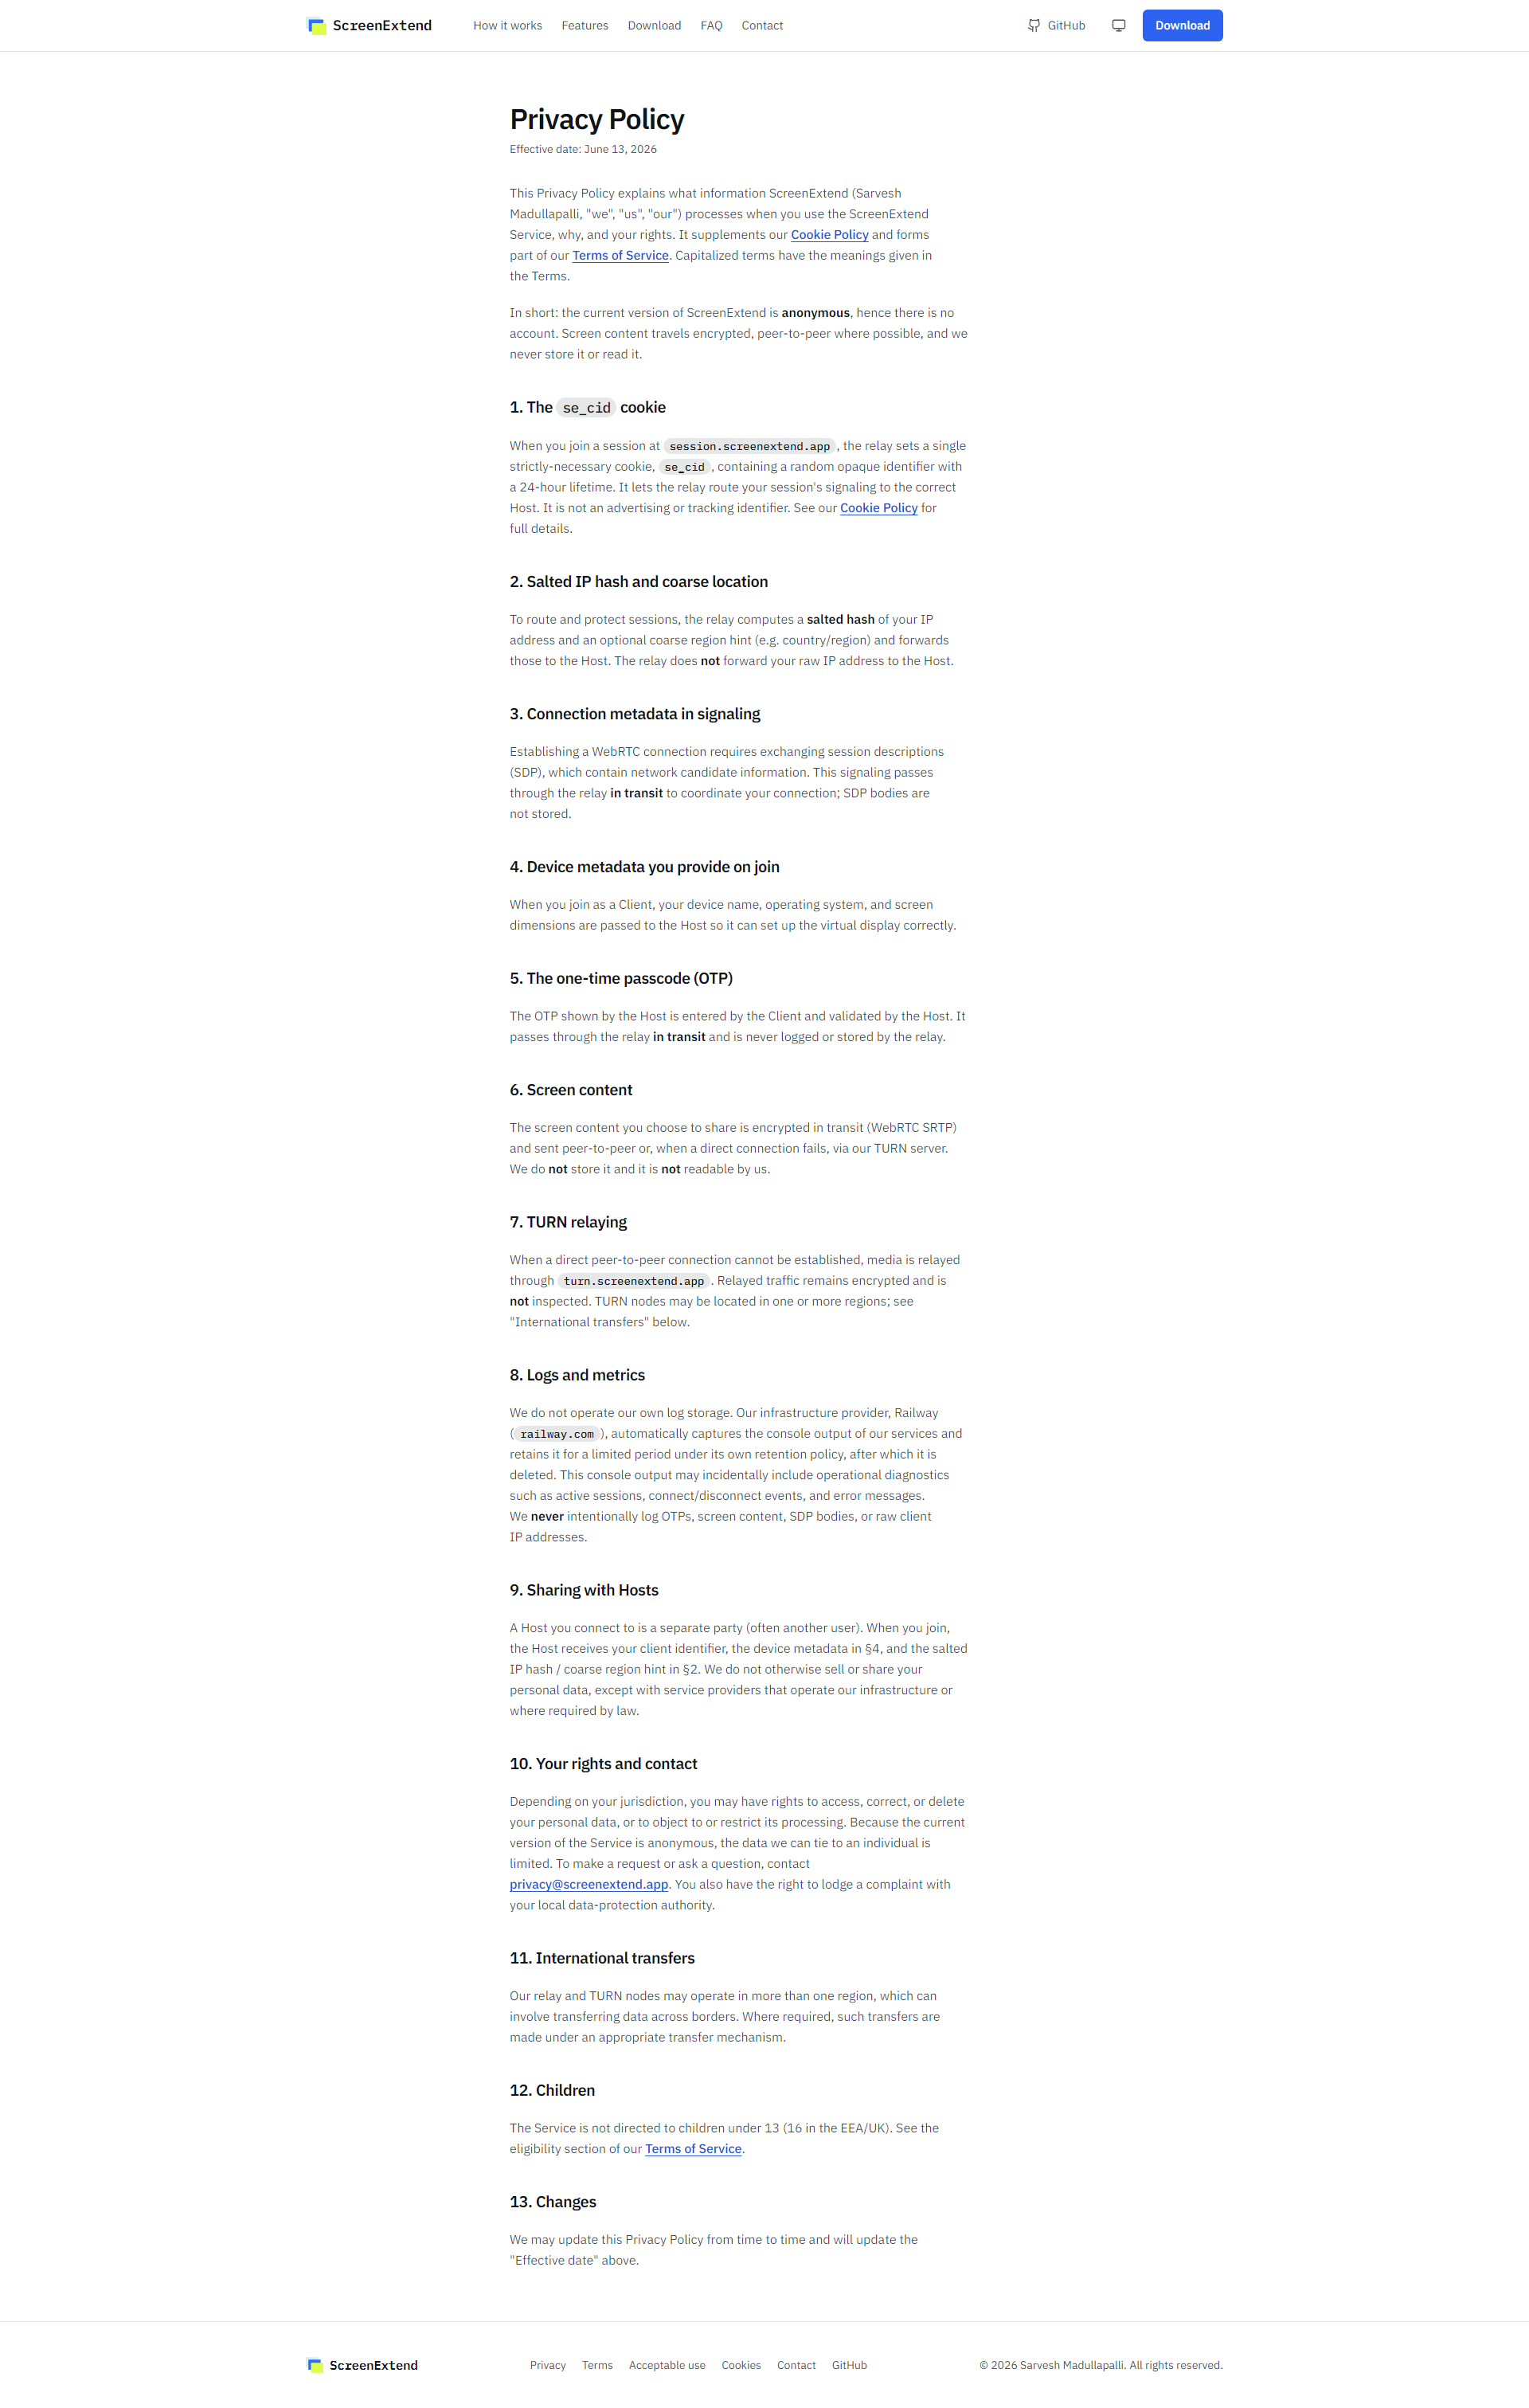 ScreenExtend
How it works
Features
Download
FAQ
Contact
GitHub
Download
Privacy Policy
Effective date: June 13, 2026
This Privacy Policy explains what information ScreenExtend (Sarvesh
Madullapalli, "we", "us", "our") processes when you use the ScreenExtend
Service, why, and your rights. It supplements our Cookie Policy and forms
part of our Terms of Service. Capitalized terms have the meanings given in
the Terms.
In short: the current version of ScreenExtend is anonymous, hence there is no
account. Screen content travels encrypted, peer-to-peer where possible, and we
never store it or read it.
1. The se_cid cookie
When you join a session at session.screenextend.app, the relay sets a single
strictly-necessary cookie, se_cid, containing a random opaque identifier with
a 24-hour lifetime. It lets the relay route your session's signaling to the correct
Host. It is not an advertising or tracking identifier. See our Cookie Policy for
full details.
2. Salted IP hash and coarse location
To route and protect sessions, the relay computes a salted hash of your IP
address and an optional coarse region hint (e.g. country/region) and forwards
those to the Host. The relay does not forward your raw IP address to the Host.
3. Connection metadata in signaling
Establishing a WebRTC connection requires exchanging session descriptions
(SDP), which contain network candidate information. This signaling passes
through the relay in transit to coordinate your connection; SDP bodies are
not stored.
4. Device metadata you provide on join
When you join as a Client, your device name, operating system, and screen
dimensions are passed to the Host so it can set up the virtual display correctly.
5. The one-time passcode (OTP)
The OTP shown by the Host is entered by the Client and validated by the Host. It
passes through the relay in transit and is never logged or stored by the relay.
6. Screen content
The screen content you choose to share is encrypted in transit (WebRTC SRTP)
and sent peer-to-peer or, when a direct connection fails, via our TURN server.
We do not store it and it is not readable by us.
7. TURN relaying
When a direct peer-to-peer connection cannot be established, media is relayed
through turn.screenextend.app. Relayed traffic remains encrypted and is
not inspected. TURN nodes may be located in one or more regions; see
"International transfers" below.
8. Logs and metrics
We do not operate our own log storage. Our infrastructure provider, Railway
(railway.com), automatically captures the console output of our services and
retains it for a limited period under its own retention policy, after which it is
deleted. This console output may incidentally include operational diagnostics
such as active sessions, connect/disconnect events, and error messages.
We never intentionally log OTPs, screen content, SDP bodies, or raw client
IP addresses.
9. Sharing with Hosts
A Host you connect to is a separate party (often another user). When you join,
the Host receives your client identifier, the device metadata in §4, and the salted
IP hash / coarse region hint in §2. We do not otherwise sell or share your
personal data, except with service providers that operate our infrastructure or
where required by law.
10. Your rights and contact
Depending on your jurisdiction, you may have rights to access, correct, or delete
your personal data, or to object to or restrict its processing. Because the current
version of the Service is anonymous, the data we can tie to an individual is
limited. To make a request or ask a question, contact
privacy@screenextend.app. You also have the right to lodge a complaint with
your local data-protection authority.
11. International transfers
Our relay and TURN nodes may operate in more than one region, which can
involve transferring data across borders. Where required, such transfers are
made under an appropriate transfer mechanism.
12. Children
The Service is not directed to children under 13 (16 in the EEA/UK). See the
eligibility section of our Terms of Service.
13. Changes
We may update this Privacy Policy from time to time and will update the
"Effective date" above.
ScreenExtend
Privacy
Terms
Acceptable use
Cookies
Contact
GitHub
© 2026 Sarvesh Madullapalli. All rights reserved.